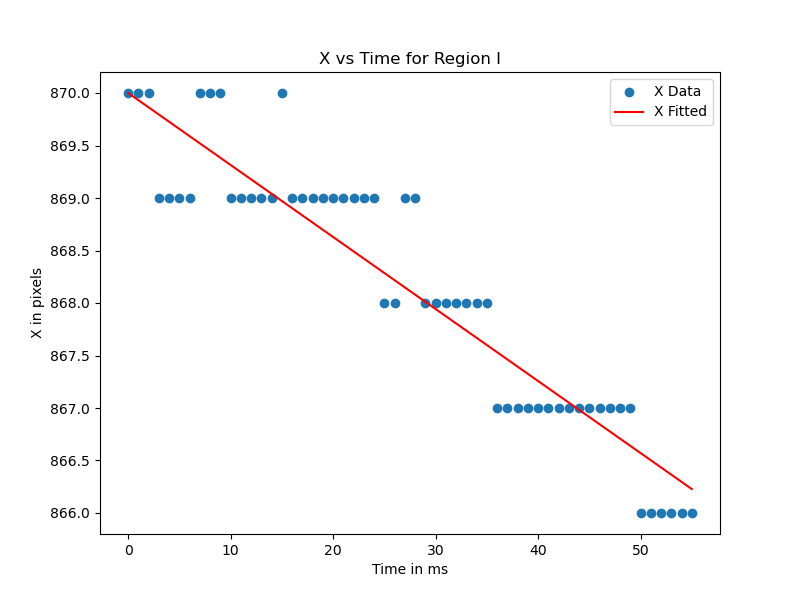 X vs Time for Region I
X Data
X Fitted
870.0
869.5
869.0
868.5
868.0
867.5
867.0
866.5
866.0
X in pixels
0 10 20 30 40 50
Time in ms